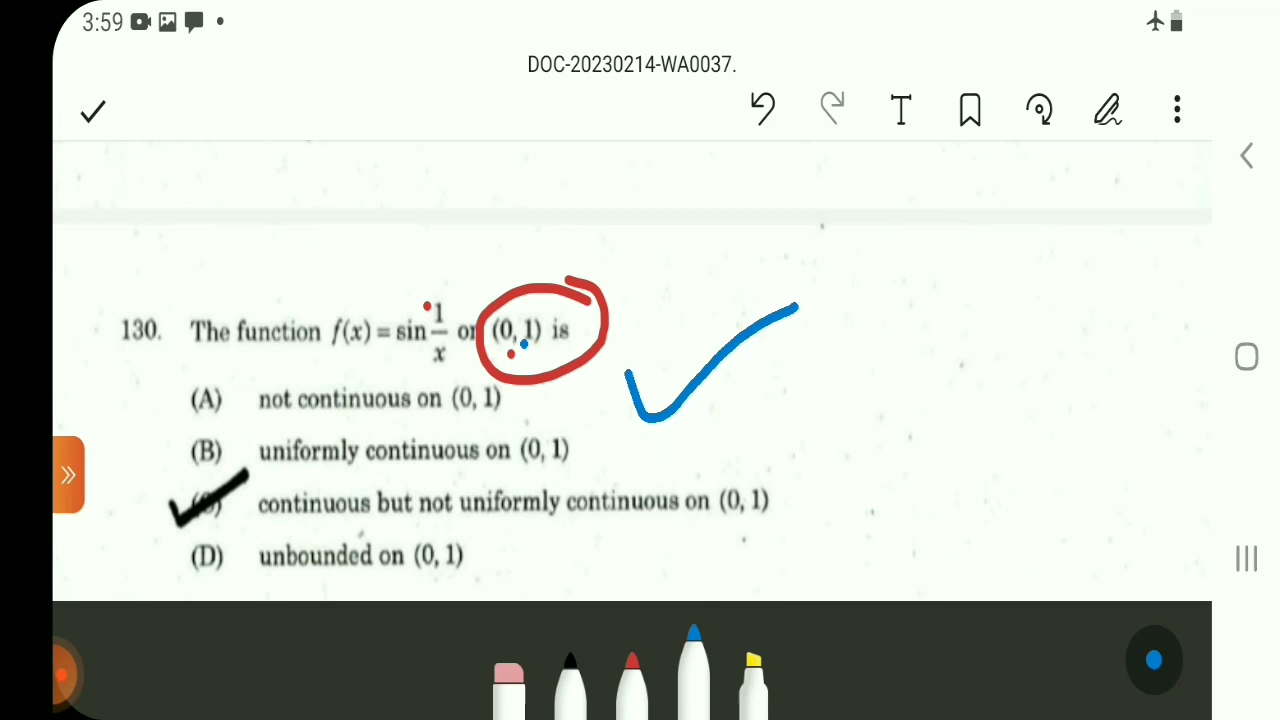 3:59
DOC-20230214-WA0037.
T
130. The function f(x) = sin 1/x on (0, 1) is
(A) not continuous on (0, 1)
(B) uniformly continuous on (0, 1)
continuous but not uniformly continuous on (0, 1)
(D) unbounded on (0, 1)